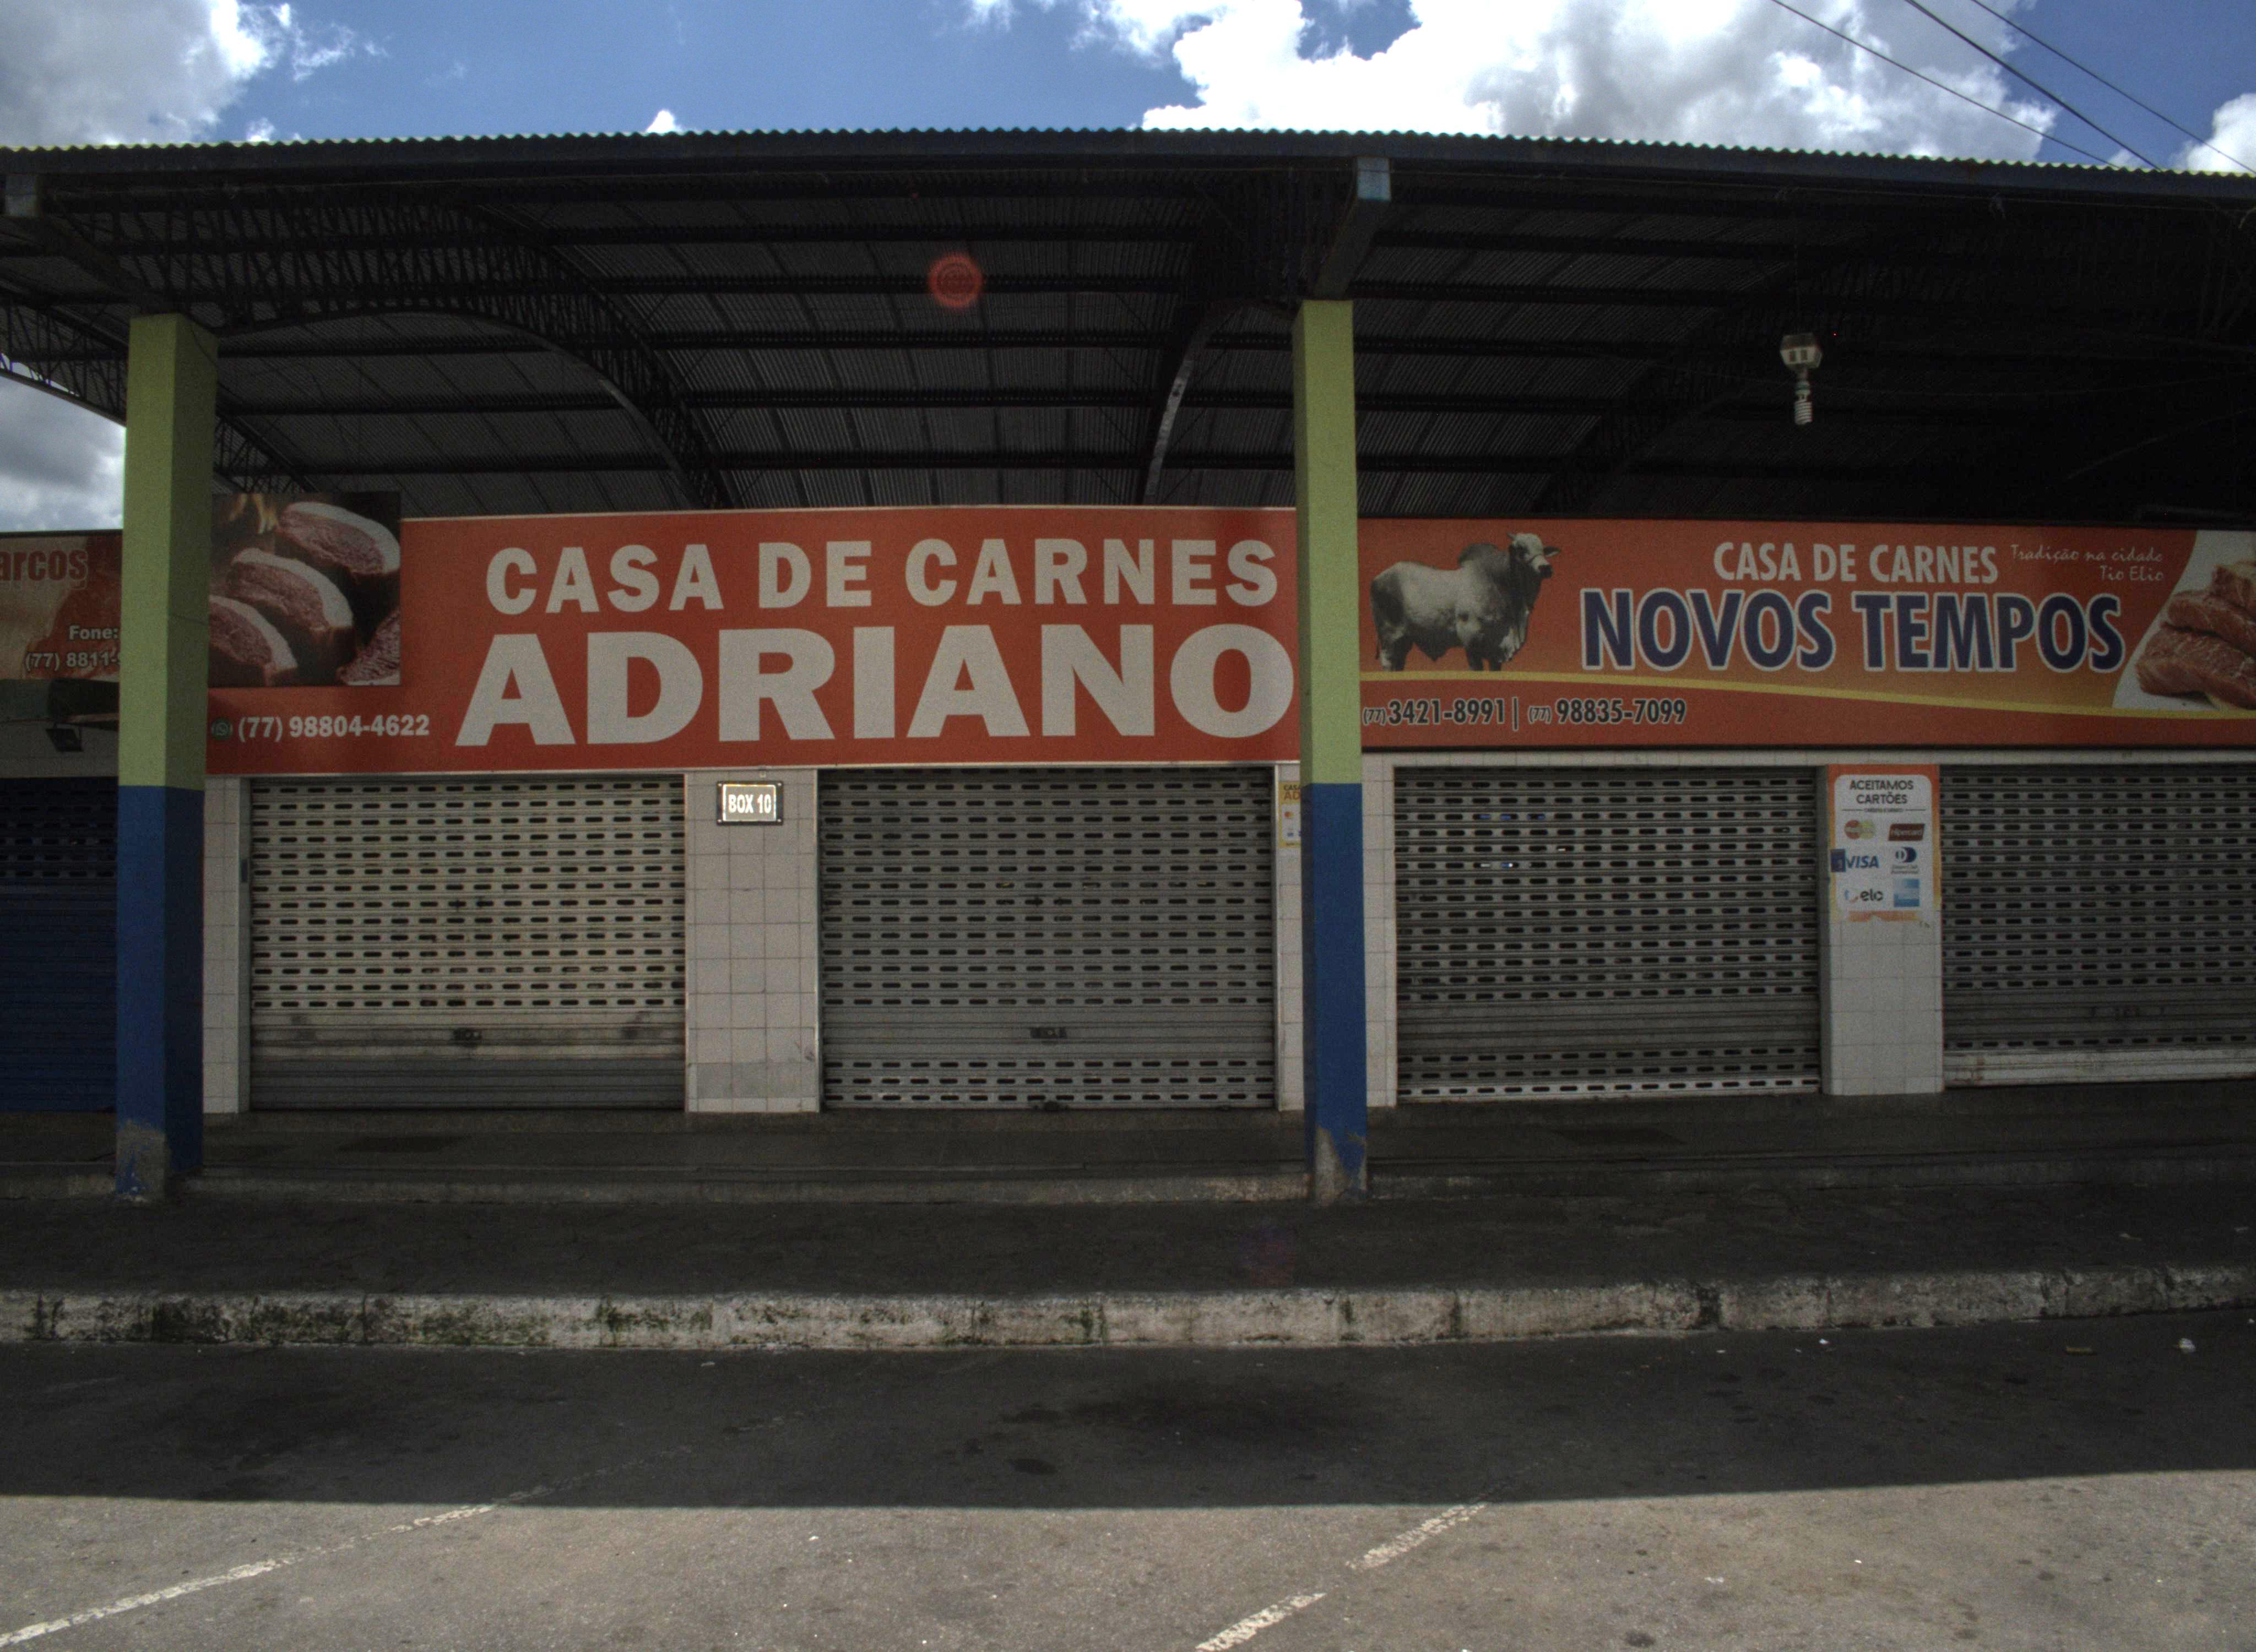 arcos
Fone:
(77) 8811-
CASA DE CARNES
ADRIANO
(77) 98804-4622
BOX 10
CASA DE CARNES
NOVOS TEMPOS
Tradição na cidade
Tio Elio
(77) 3421-8991 | (77) 98835-7099
ACEITAMOS
CARTÕES
Hipercard
VISA
elo